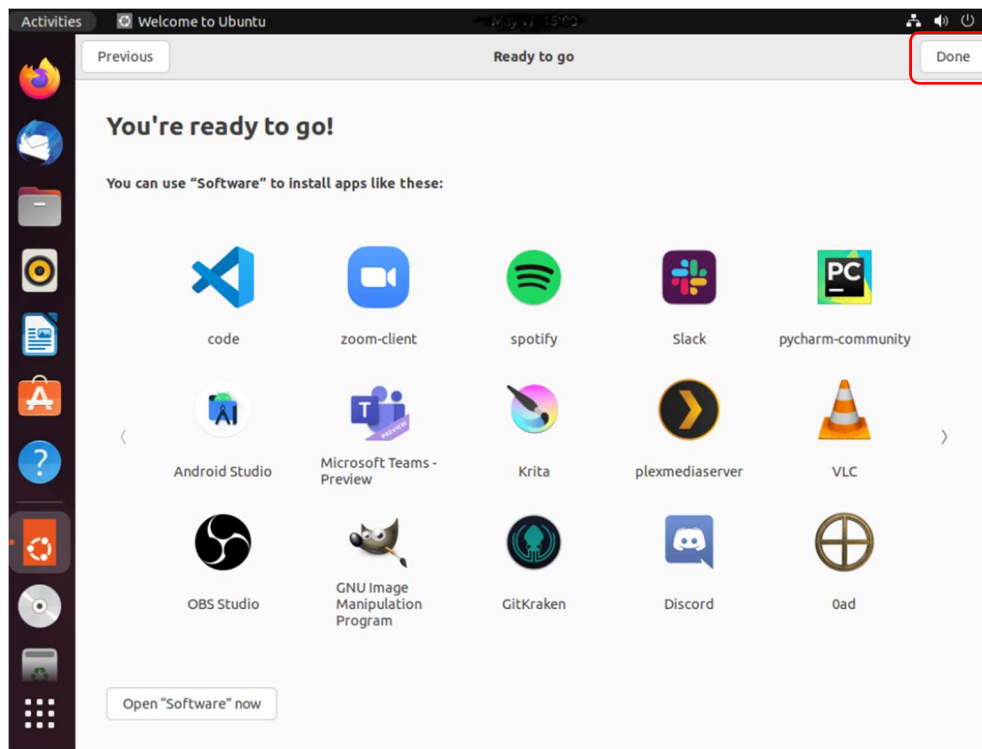 Activities
Welcome to Ubuntu
Previous
Ready to go
Done
You're ready to go!
You can use “Software” to install apps like these:
PC
code
zoom-client
spotify
Slack
pycharm-community
T
PREVIEW
Android Studio
Microsoft Teams -
Preview
Krita
plexmediaserver
VLC
OBS Studio
GNU Image
Manipulation
Program
GitKraken
Discord
0ad
Open “Software” now